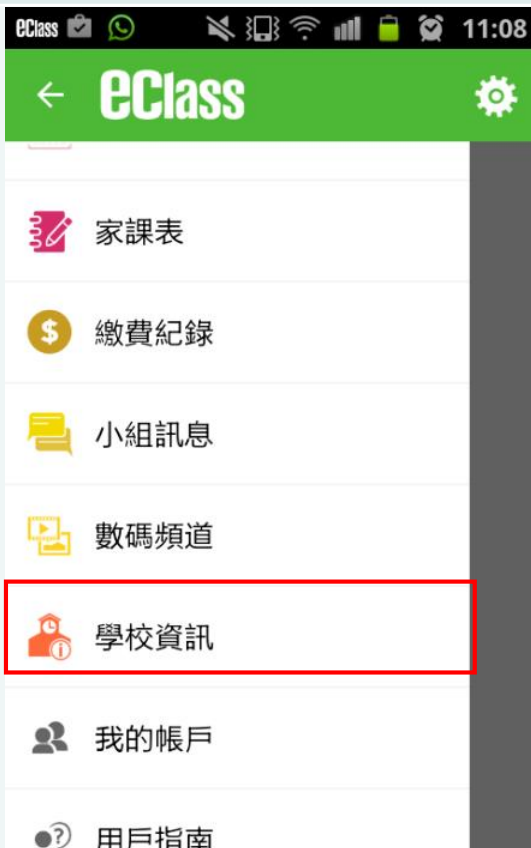 eClass 11:08
eClass
家課表
繳費紀錄
小組訊息
數碼頻道
學校資訊
我的帳戶
用戶指南